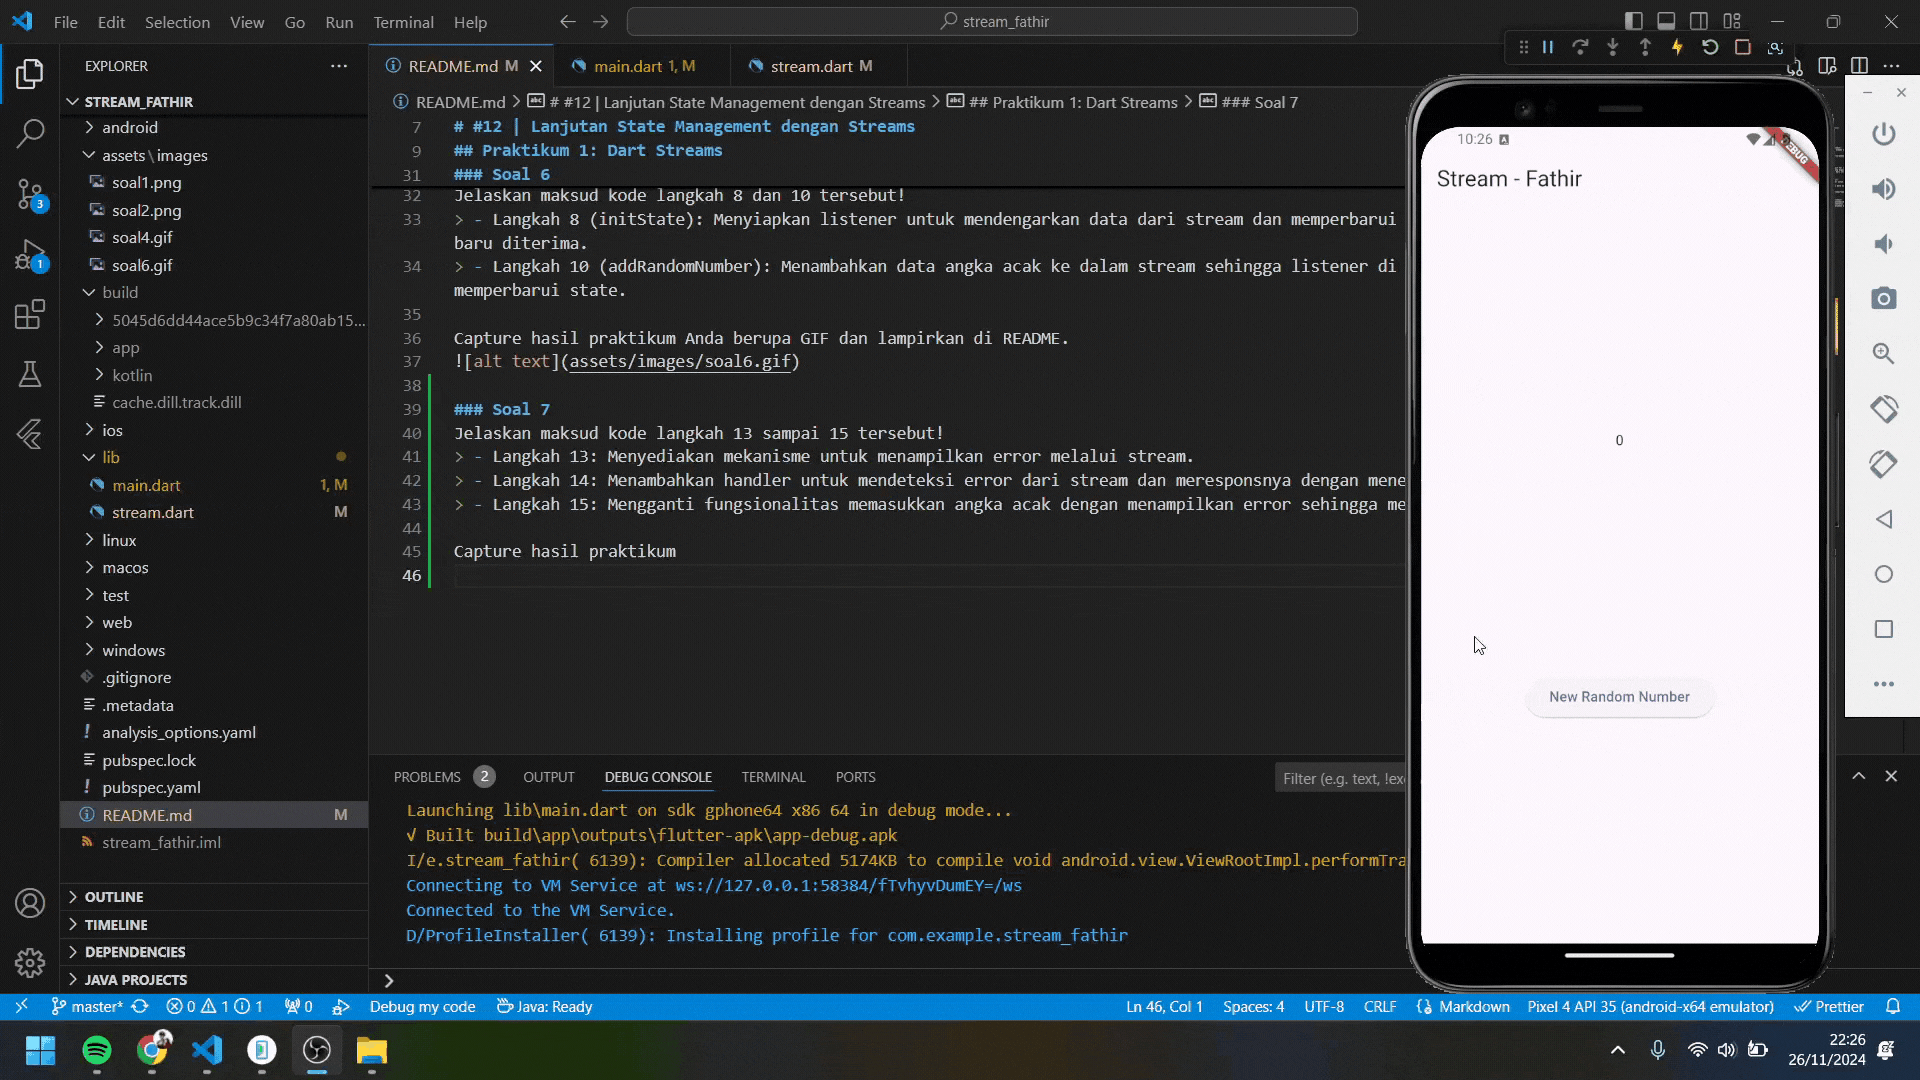 File Edit Selection View Go Run Terminal Help
stream_fathir
EXPLORER
STREAM_FATHIR
android
assets\images
soal1.png
soal2.png
soal4.gif
soal6.gif
build
5045d6dd44ace5b9c34f7a80ab15...
app
kotlin
cache.dill.track.dill
ios
lib
main.dart 1, M
stream.dart M
linux
macos
test
web
windows
.gitignore
.metadata
analysis_options.yaml
pubspec.lock
pubspec.yaml
README.md M
stream_fathir.iml
OUTLINE
TIMELINE
DEPENDENCIES
JAVA PROJECTS
3
1
README.md M
main.dart 1, M
stream.dart M
README.md > # #12 | Lanjutan State Management dengan Streams > ## Praktikum 1: Dart Streams > ### Soal 7
7 # #12 | Lanjutan State Management dengan Streams
9 ## Praktikum 1: Dart Streams
31 ### Soal 6
32 Jelaskan maksud kode langkah 8 dan 10 tersebut!
33 > - Langkah 8 (initState): Menyiapkan listener untuk mendengarkan data dari stream dan memperbarui
baru diterima.
34 > - Langkah 10 (addRandomNumber): Menambahkan data angka acak ke dalam stream sehingga listener di
memperbarui state.
35
36 Capture hasil praktikum Anda berupa GIF dan lampirkan di README.
37 ![alt text](assets/images/soal6.gif)
38
39 ### Soal 7
40 Jelaskan maksud kode langkah 13 sampai 15 tersebut!
41 > - Langkah 13: Menyediakan mekanisme untuk menampilkan error melalui stream.
42 > - Langkah 14: Menambahkan handler untuk mendeteksi error dari stream dan meresponsnya dengan mene
43 > - Langkah 15: Mengganti fungsionalitas memasukkan angka acak dengan menampilkan error sehingga me
44
45 Capture hasil praktikum
46
PROBLEMS 2 OUTPUT DEBUG CONSOLE TERMINAL PORTS
Filter (e.g. text, !exc
Launching lib\main.dart on sdk gphone64 x86 64 in debug mode...
√ Built build\app\outputs\flutter-apk\app-debug.apk
I/e.stream_fathir( 6139): Compiler allocated 5174KB to compile void android.view.ViewRootImpl.performTra
Connecting to VM Service at ws://127.0.0.1:58384/fTvhyvDumEY=/ws
Connected to the VM Service.
D/ProfileInstaller( 6139): Installing profile for com.example.stream_fathir
10:26
DEBUG
Stream - Fathir
0
New Random Number
master* 0 1 1 0 Debug my code Java: Ready
Ln 46, Col 1 Spaces: 4 UTF-8 CRLF Markdown Pixel 4 API 35 (android-x64 emulator) Prettier
22:26
26/11/2024